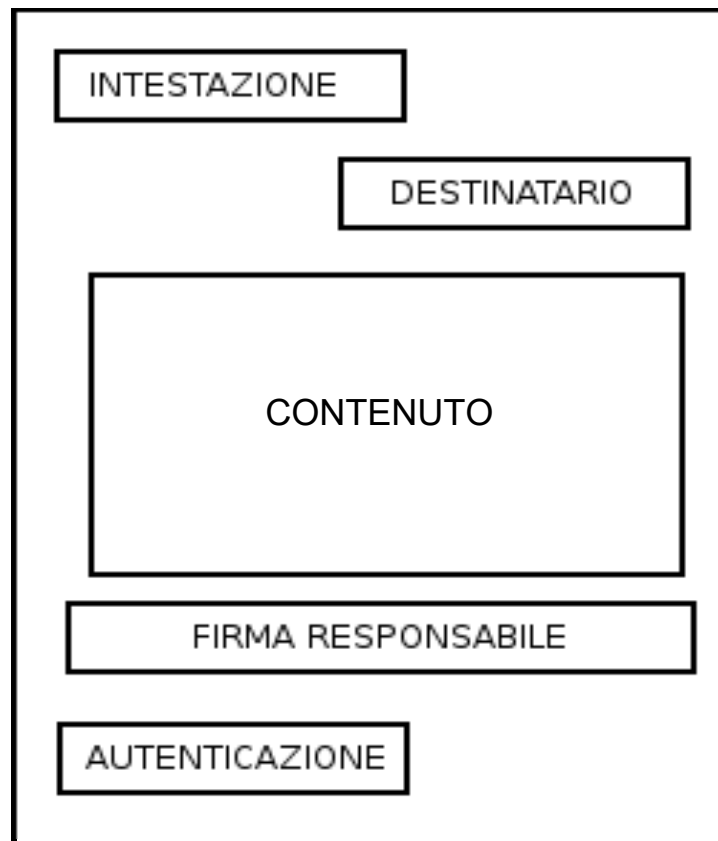 INTESTAZIONE
DESTINATARIO
CONTENUTO
FIRMA RESPONSABILE
AUTENTICAZIONE